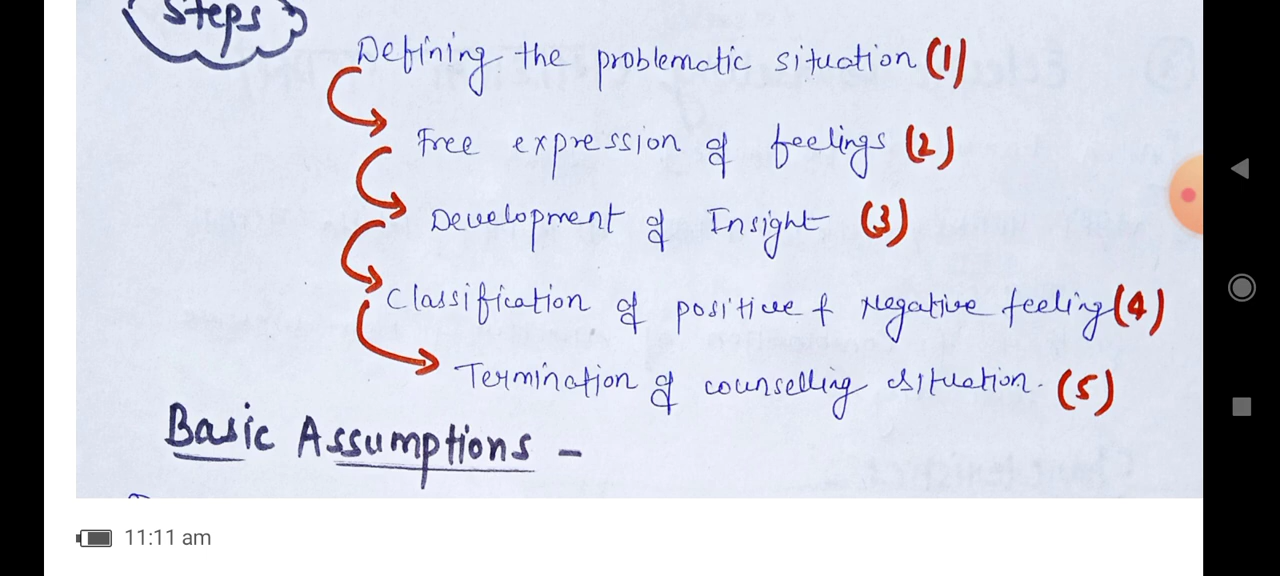 Steps
Defining the problematic situation (1)
Free expression of feelings (2)
Development of Insight (3)
Classification of positive & Negative feeling (4)
Termination of counselling situation. (5)
Basic Assumptions -
11:11 am